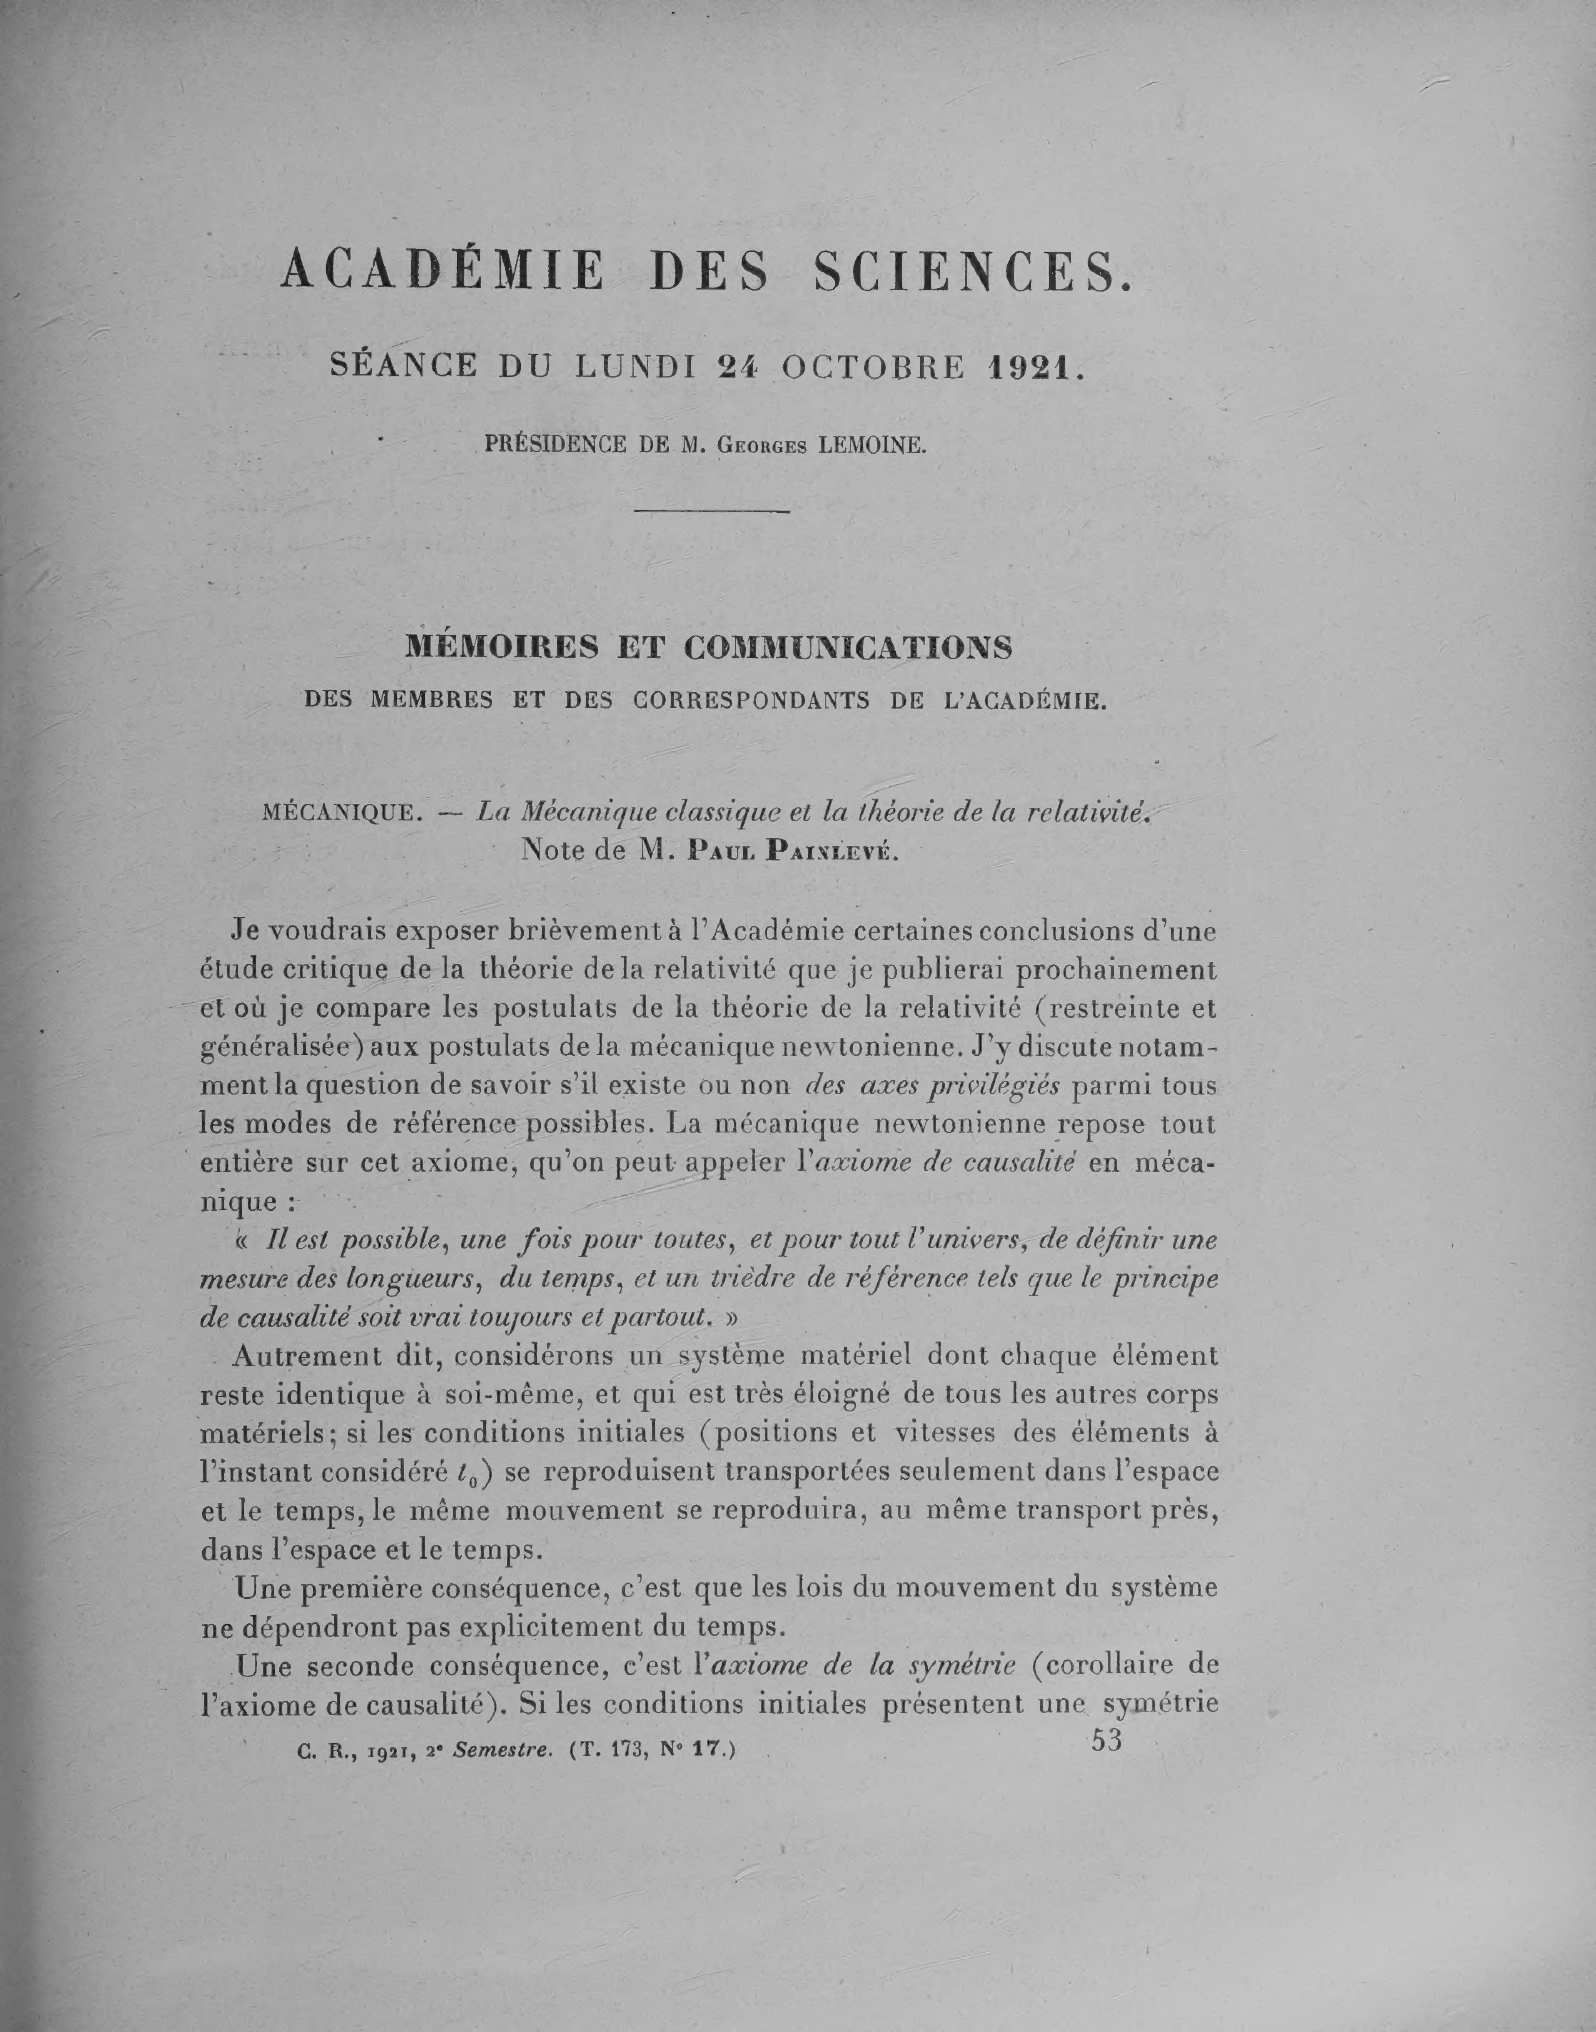 ACADÉMIE DES SCIENCES.
SÉANCE DU LUNDI 24 OCTOBRE 1921.
PRÉSIDENCE DE M. GEORGES LEMOINE.
MÉMOIRES ET COMMUNICATIONS
DES MEMBRES ET DES CORRESPONDANTS DE L'ACADÉMIE.
MÉCANIQUE. — La Mécanique classique et la théorie de la relativité.
Note de M. PAUL PAINLEVÉ.
Je voudrais exposer brièvement à l'Académie certaines conclusions d'une
étude critique de la théorie de la relativité que je publierai prochainement
et où je compare les postulats de la théorie de la relativité (restreinte et
généralisée) aux postulats de la mécanique newtonienne. J'y discute notam-
ment la question de savoir s'il existe ou non des axes privilégiés parmi tous
les modes de référence possibles. La mécanique newtonienne repose tout
entière sur cet axiome, qu'on peut appeler l'axiome de causalité en méca-
nique :
« Il est possible, une fois pour toutes, et pour tout l'univers, de définir une
mesure des longueurs, du temps, et un trièdre de référence tels que le principe
de causalité soit vrai toujours et partout. »
Autrement dit, considérons un système matériel dont chaque élément
reste identique à soi-même, et qui est très éloigné de tous les autres corps
matériels; si les conditions initiales (positions et vitesses des éléments à
l'instant considéré t₀) se reproduisent transportées seulement dans l'espace
et le temps, le même mouvement se reproduira, au même transport près,
dans l'espace et le temps.
Une première conséquence, c'est que les lois du mouvement du système
ne dépendront pas explicitement du temps.
Une seconde conséquence, c'est l'axiome de la symétrie (corollaire de
l'axiome de causalité). Si les conditions initiales présentent une symétrie
C. R., 1921, 2ᵉ Semestre. (T. 173, N° 17.) 53